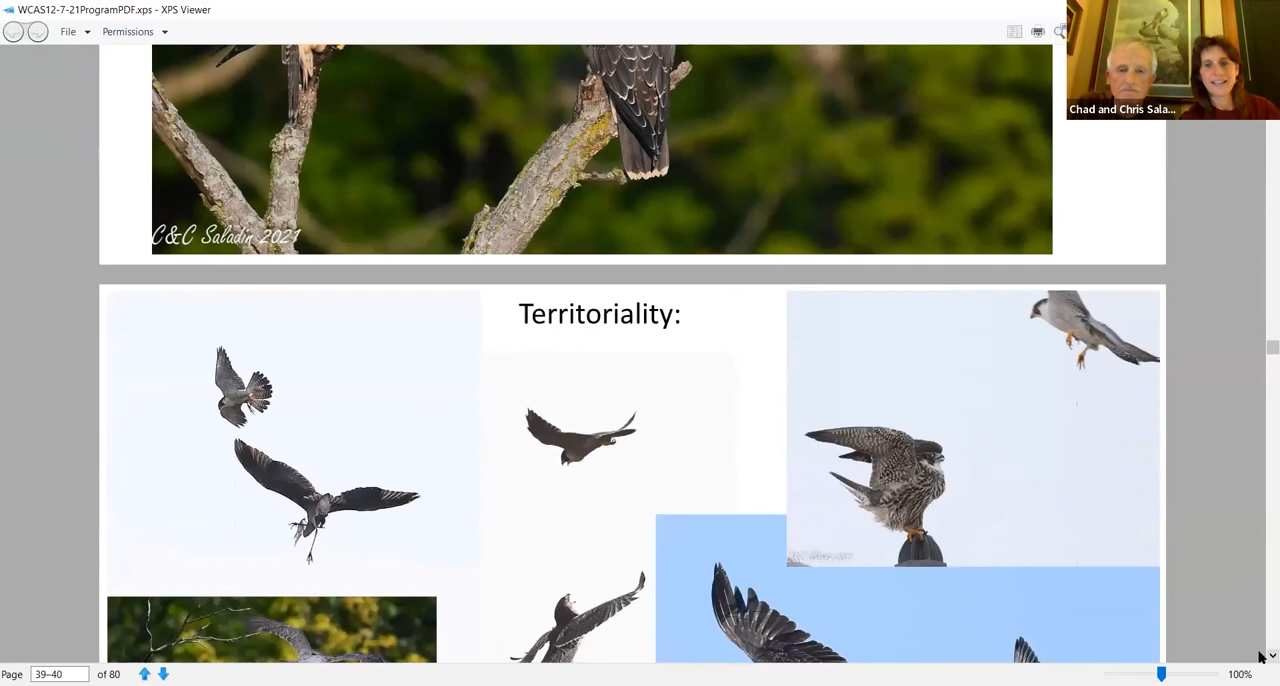 WCAS12-7-21ProgramPDF.xps - XPS Viewer
File Permissions
Chad and Chris Sala...
C&C Saladin 2021
Territoriality:
Page 39-40 of 80
100%